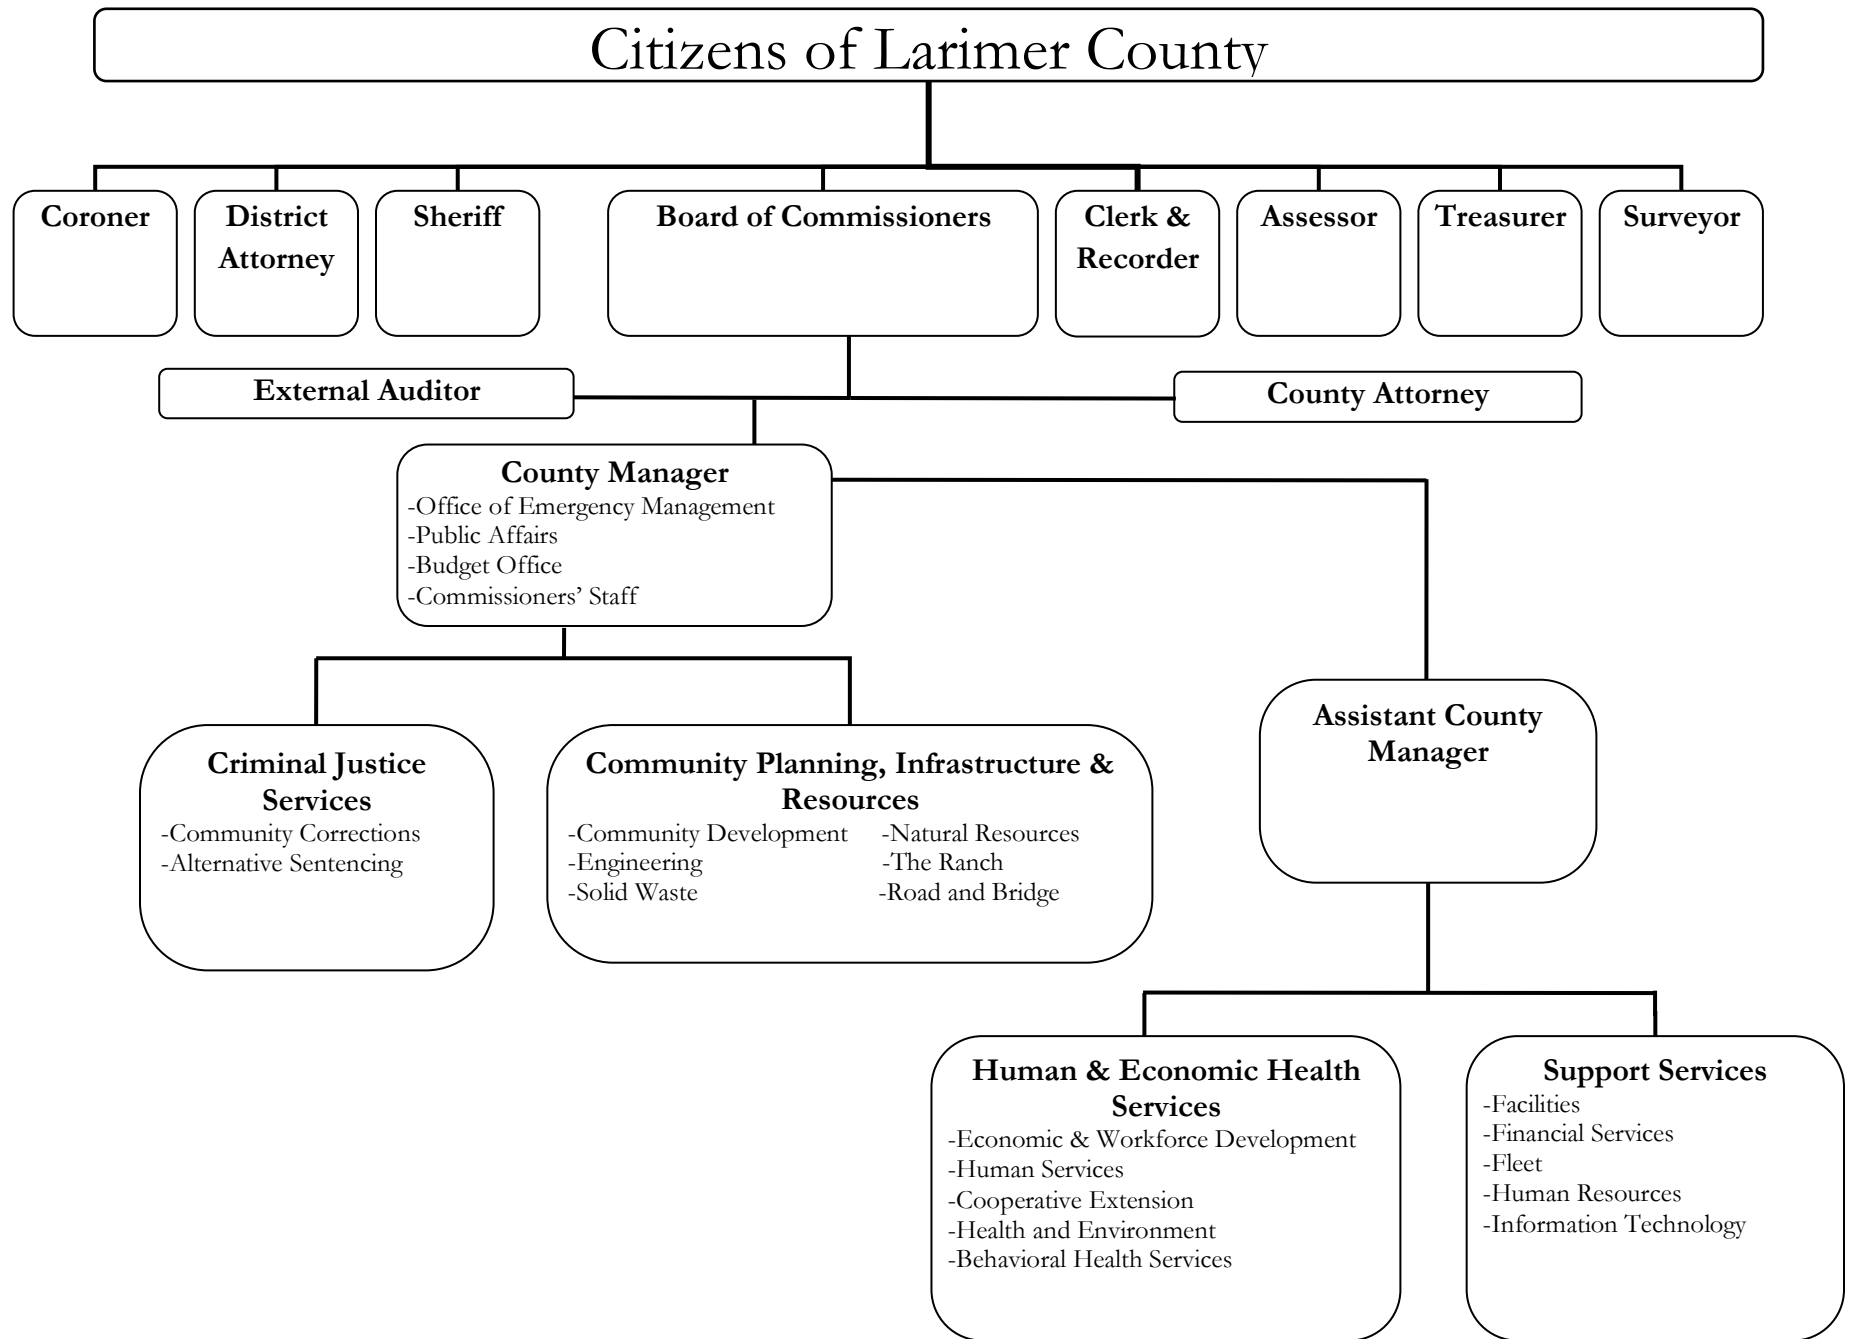 Citizens of Larimer County
Coroner
District
Attorney
Sheriff
Board of Commissioners
Clerk &
Recorder
Assessor
Treasurer
Surveyor
External Auditor
County Attorney
County Manager
-Office of Emergency Management
-Public Affairs
-Budget Office
-Commissioners’ Staff
Criminal Justice
Services
-Community Corrections
-Alternative Sentencing
Community Planning, Infrastructure &
Resources
-Community Development -Natural Resources
-Engineering -The Ranch
-Solid Waste -Road and Bridge
Assistant County
Manager
Human & Economic Health
Services
-Economic & Workforce Development
-Human Services
-Cooperative Extension
-Health and Environment
-Behavioral Health Services
Support Services
-Facilities
-Financial Services
-Fleet
-Human Resources
-Information Technology